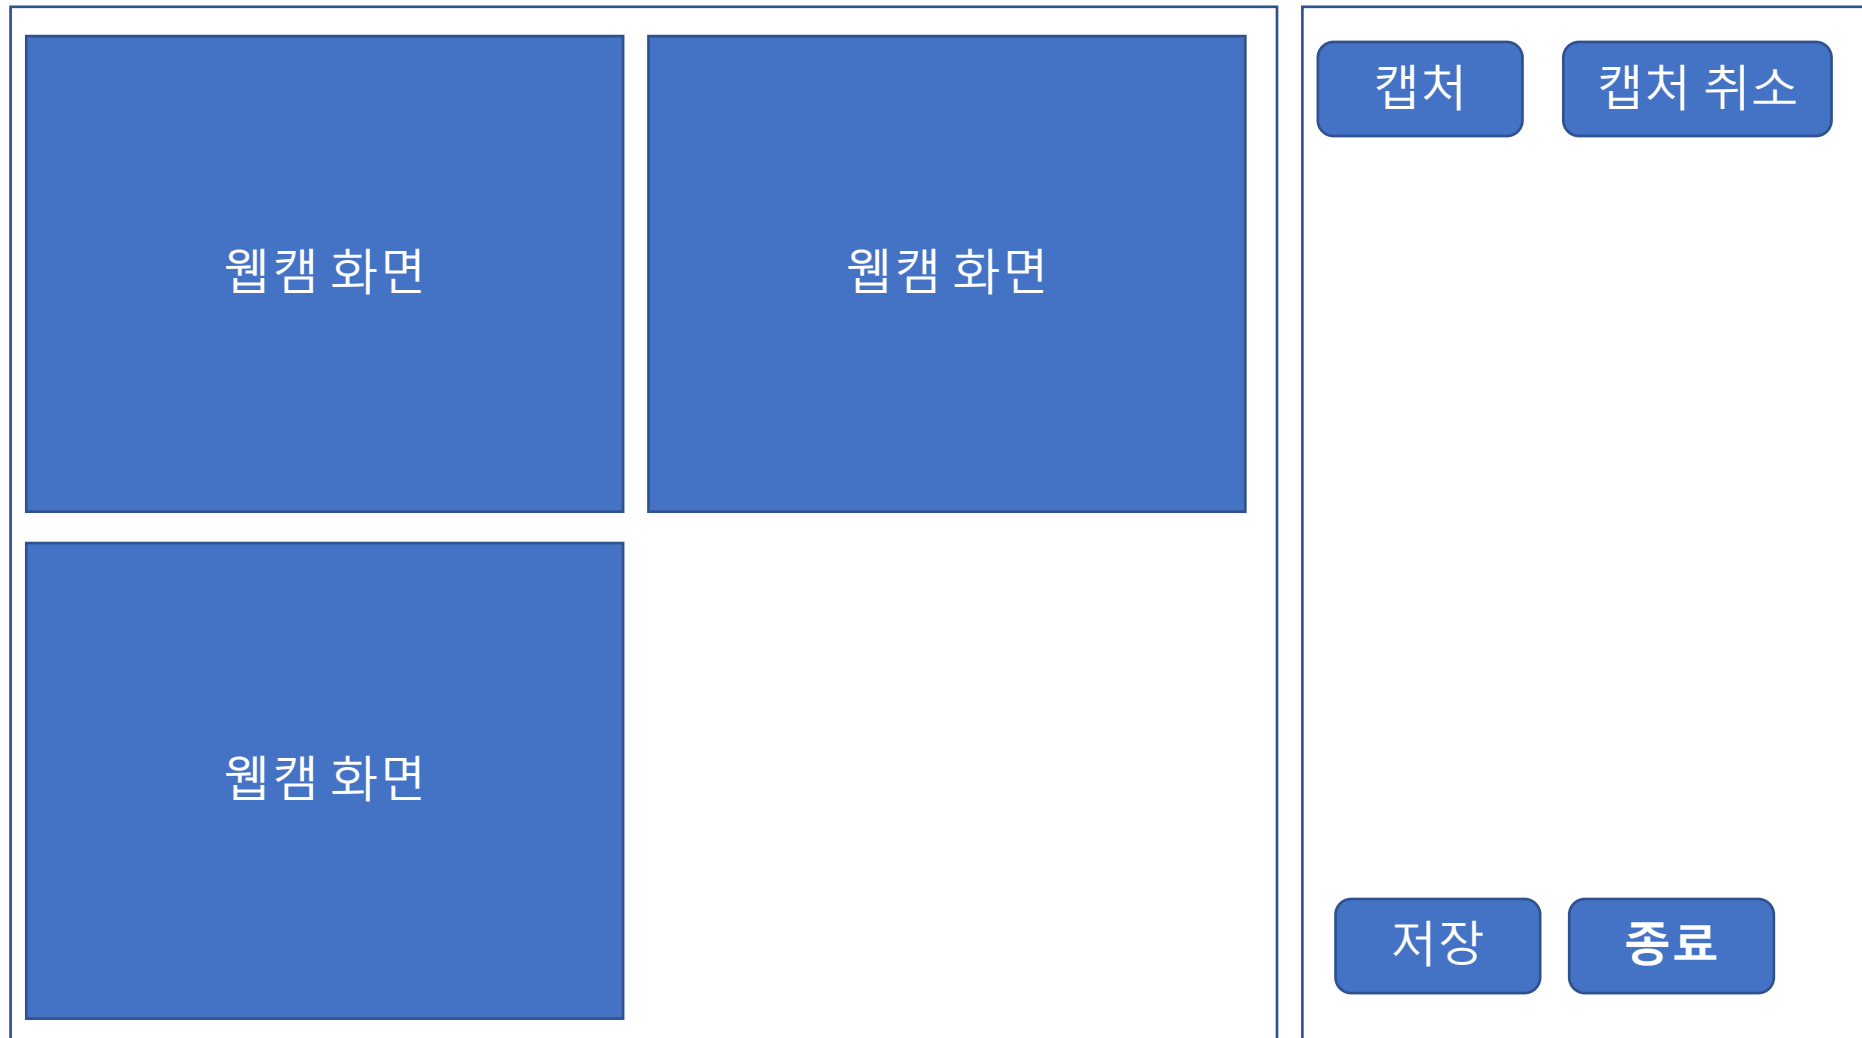 웹캠 화면
웹캠 화면
웹캠 화면
캡처
캡처 취소
저장
종료